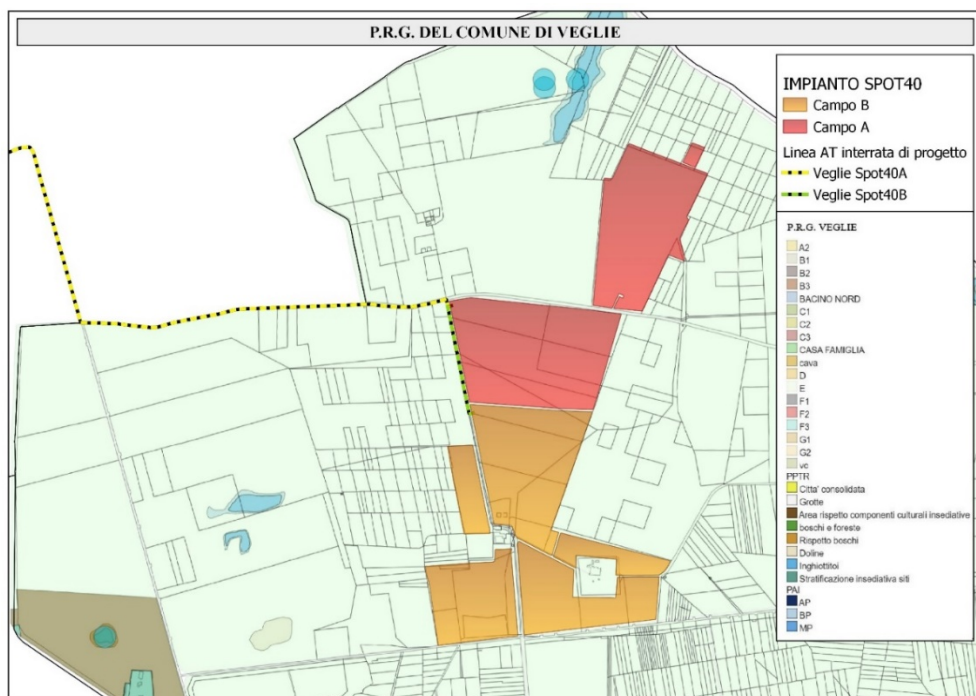 P.R.G. DEL COMUNE DI VEGLIE
IMPIANTO SPOT40
Campo B
Campo A
Linea AT interrata di progetto
Veglie Spot40A
Veglie Spot40B
P.R.G. VEGLIE
A2
B1
B2
B3
BACINO NORD
C1
C2
C3
CASA FAMIGLIA
cava
D
E
F1
F2
F3
G1
G2
vc
PPTR
Citta' consolidata
Grotte
Area rispetto componenti culturali insediative
boschi e foreste
Rispetto boschi
Doline
Inghiottitoi
Stratificazione insediativa siti
PAI
AP
BP
MP